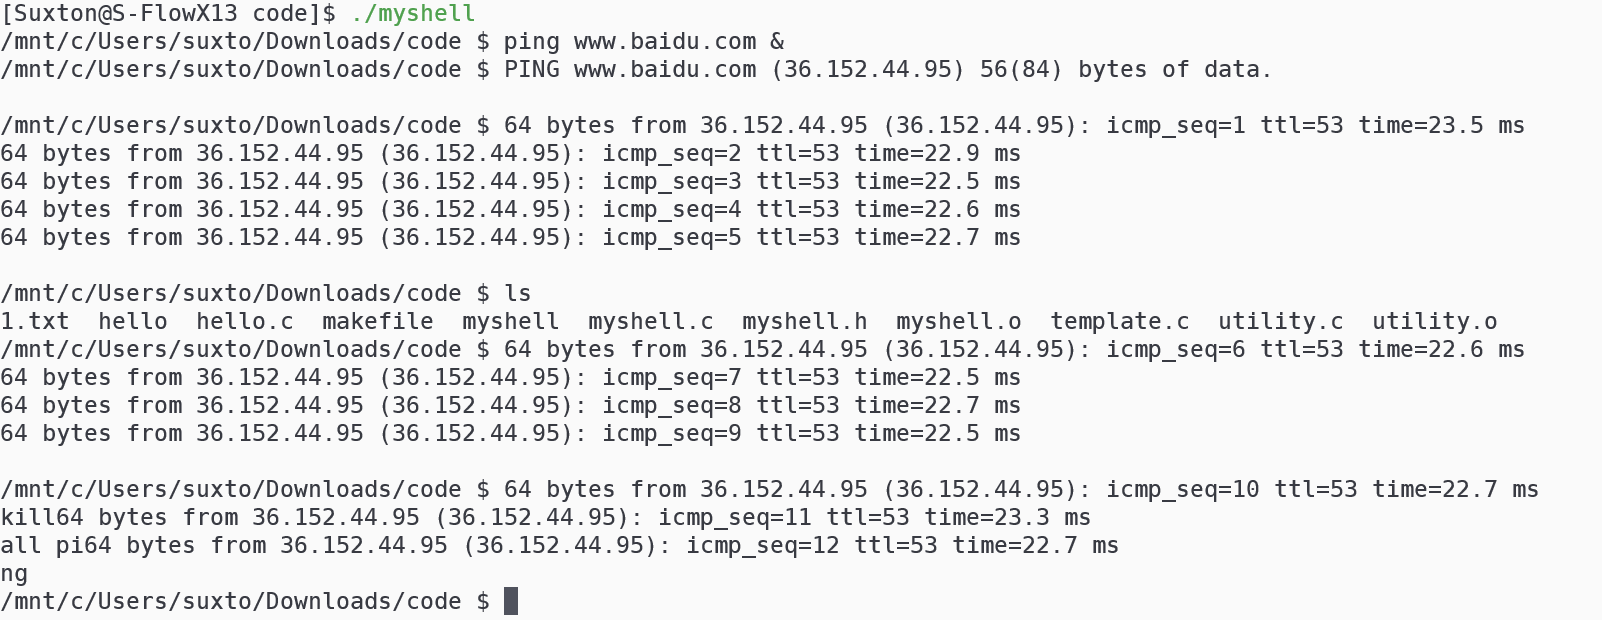 [Suxton@S-FlowX13 code]$ ./myshell
/mnt/c/Users/suxto/Downloads/code $ ping www.baidu.com &
/mnt/c/Users/suxto/Downloads/code $ PING www.baidu.com (36.152.44.95) 56(84) bytes of data.
/mnt/c/Users/suxto/Downloads/code $ 64 bytes from 36.152.44.95 (36.152.44.95): icmp_seq=1 ttl=53 time=23.5 ms
64 bytes from 36.152.44.95 (36.152.44.95): icmp_seq=2 ttl=53 time=22.9 ms
64 bytes from 36.152.44.95 (36.152.44.95): icmp_seq=3 ttl=53 time=22.5 ms
64 bytes from 36.152.44.95 (36.152.44.95): icmp_seq=4 ttl=53 time=22.6 ms
64 bytes from 36.152.44.95 (36.152.44.95): icmp_seq=5 ttl=53 time=22.7 ms
/mnt/c/Users/suxto/Downloads/code $ ls
1.txt  hello  hello.c  makefile  myshell  myshell.c  myshell.h  myshell.o  template.c  utility.c  utility.o
/mnt/c/Users/suxto/Downloads/code $ 64 bytes from 36.152.44.95 (36.152.44.95): icmp_seq=6 ttl=53 time=22.6 ms
64 bytes from 36.152.44.95 (36.152.44.95): icmp_seq=7 ttl=53 time=22.5 ms
64 bytes from 36.152.44.95 (36.152.44.95): icmp_seq=8 ttl=53 time=22.7 ms
64 bytes from 36.152.44.95 (36.152.44.95): icmp_seq=9 ttl=53 time=22.5 ms
/mnt/c/Users/suxto/Downloads/code $ 64 bytes from 36.152.44.95 (36.152.44.95): icmp_seq=10 ttl=53 time=22.7 ms
kill64 bytes from 36.152.44.95 (36.152.44.95): icmp_seq=11 ttl=53 time=23.3 ms
all pi64 bytes from 36.152.44.95 (36.152.44.95): icmp_seq=12 ttl=53 time=22.7 ms
ng
/mnt/c/Users/suxto/Downloads/code $